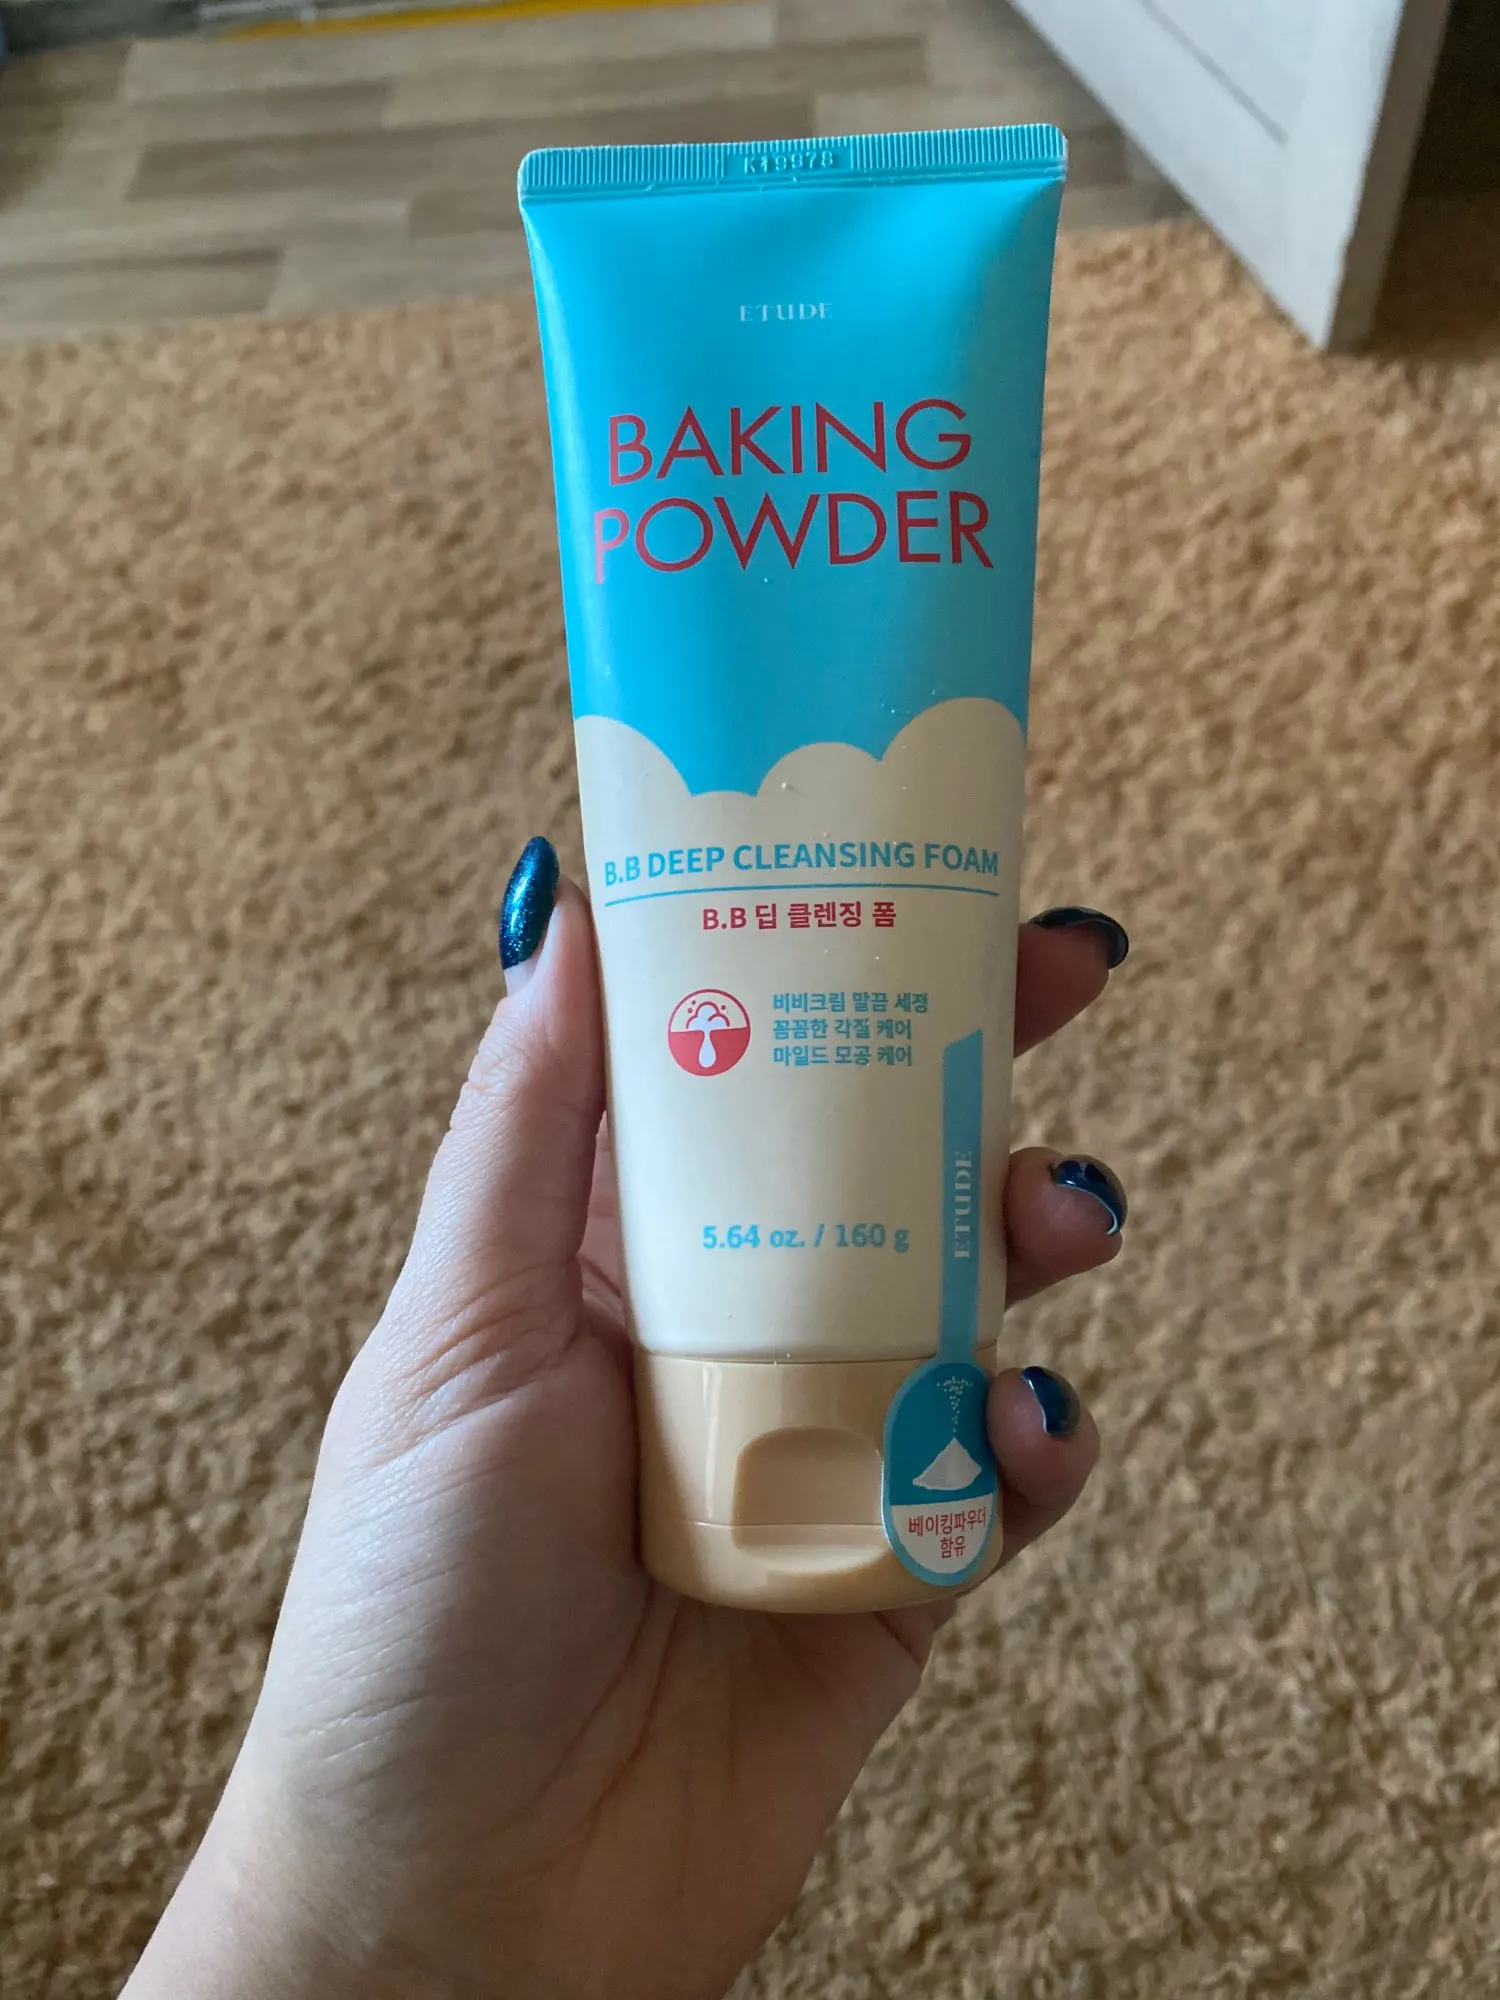 K19978
ETUDE
BAKING
POWDER
B.B DEEP CLEANSING FOAM
B.B 딥 클렌징 폼
비비크림 말끔 세정
꼼꼼한 각질 케어
마일드 모공 케어
5.64 oz. / 160 g
ETUDE
베이킹파우더
함유